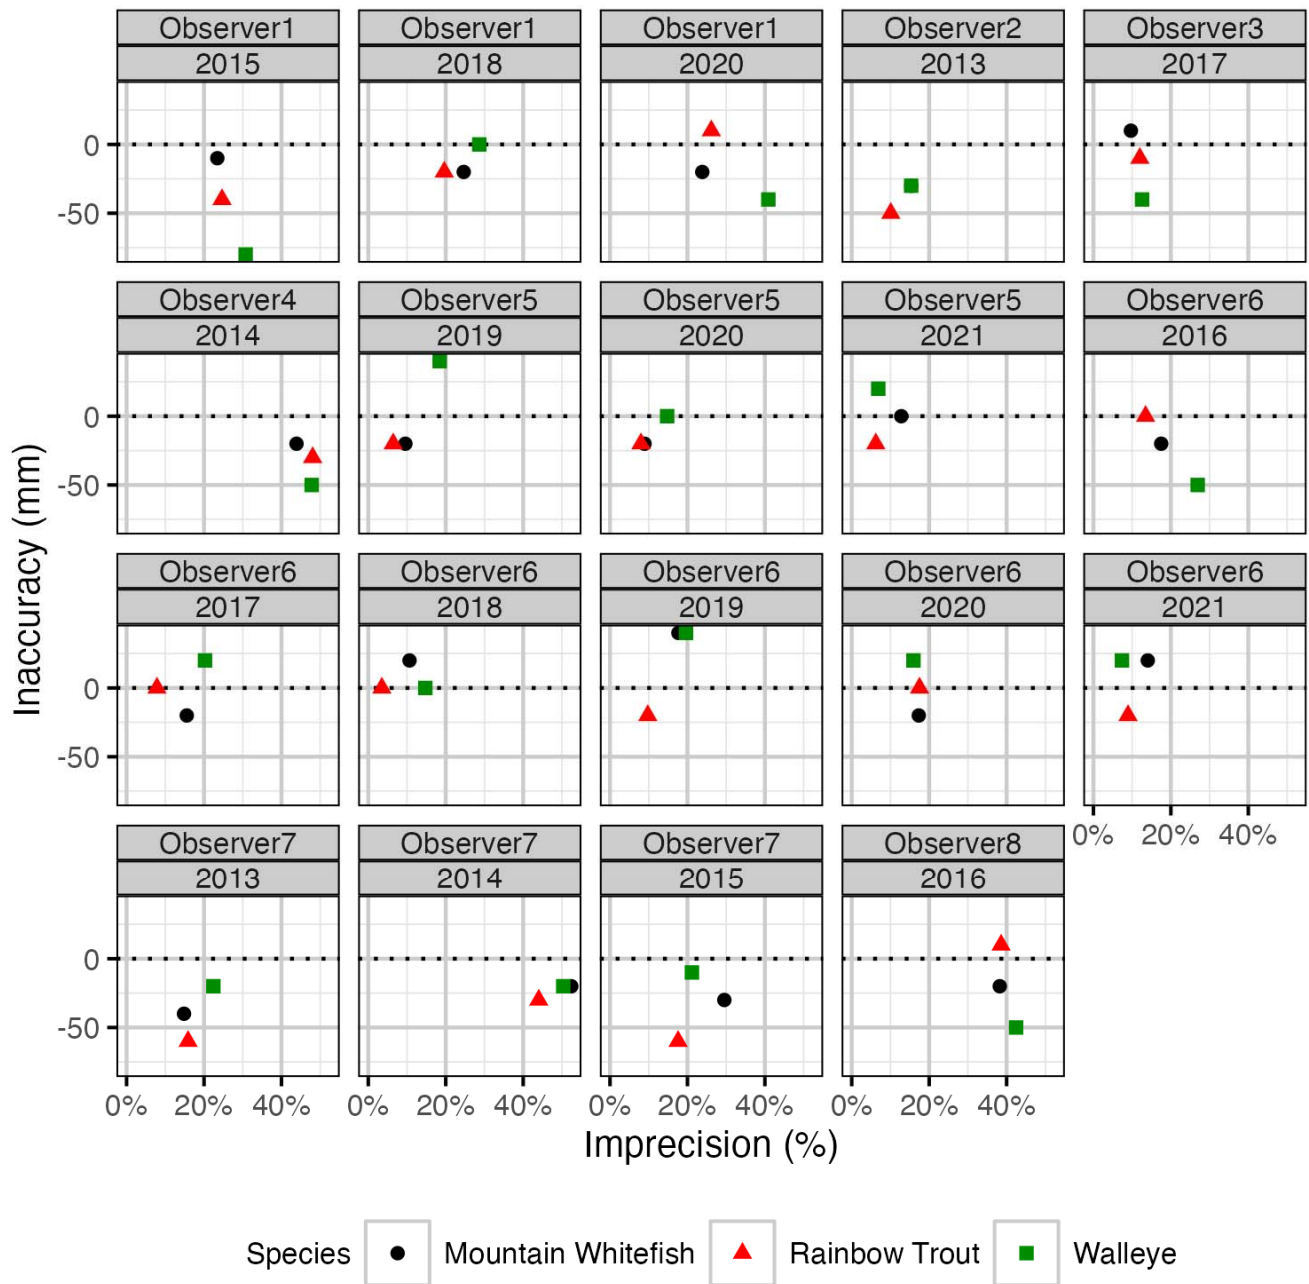 Observer1 Observer1 Observer1 Observer2 Observer3
2015 2018 2020 2013 2017
0
-50
Observer4 Observer5 Observer5 Observer5 Observer6
2014 2019 2020 2021 2016
0
-50
Inaccuracy (mm)
Observer6 Observer6 Observer6 Observer6 Observer6
2017 2018 2019 2020 2021
0
-50
0% 20% 40%
Observer7 Observer7 Observer7 Observer8
2013 2014 2015 2016
0
-50
0% 20% 40% 0% 20% 40% 0% 20% 40% 0% 20% 40%
Imprecision (%)
Species Mountain Whitefish Rainbow Trout Walleye